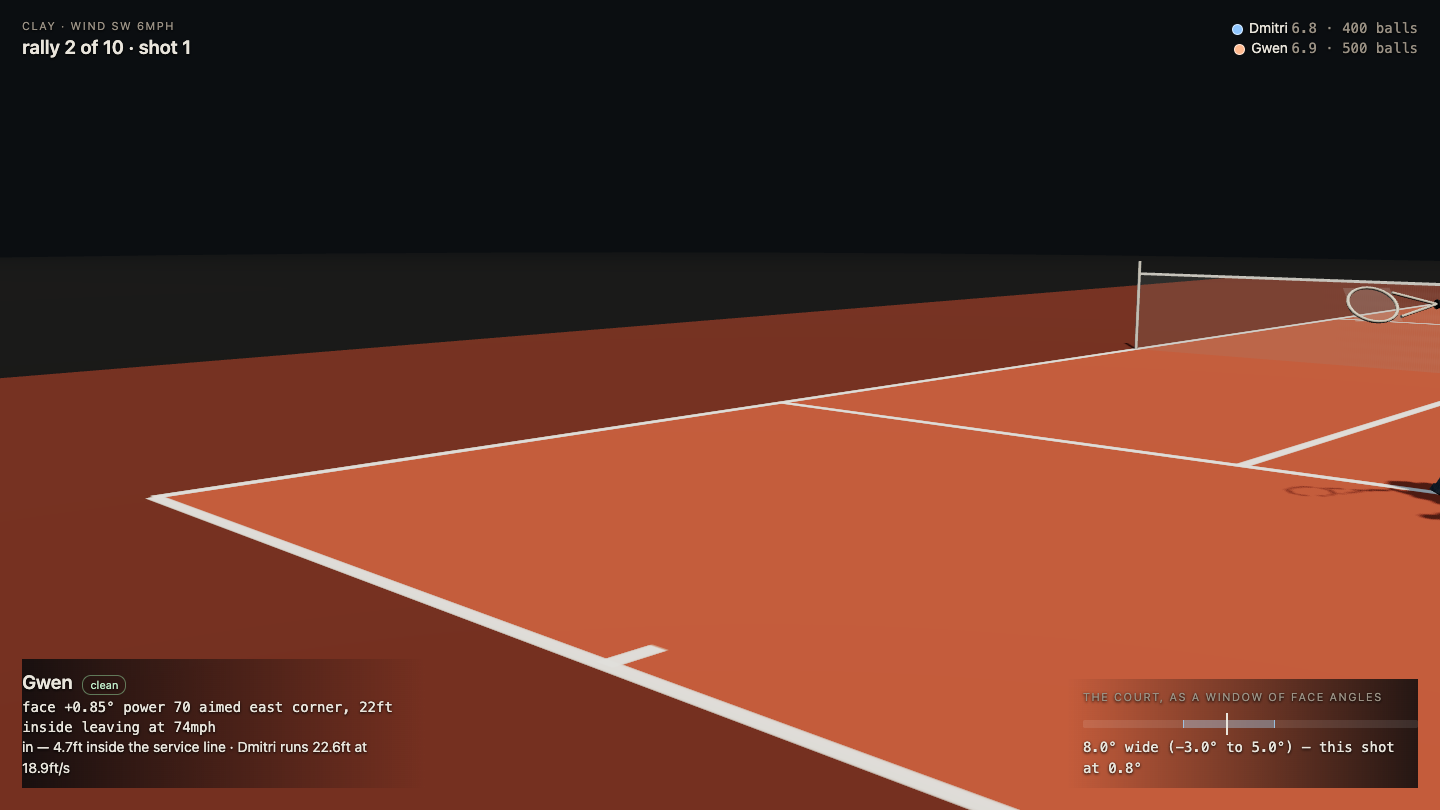 CLAY · WIND SW 6MPH
rally 2 of 10 · shot 1
Dmitri 6.8 · 400 balls
Gwen 6.9 · 500 balls
Gwen clean
face +0.85° power 70 aimed east corner, 22ft
inside leaving at 74mph
in — 4.7ft inside the service line · Dmitri runs 22.6ft at
18.9ft/s
THE COURT, AS A WINDOW OF FACE ANGLES
8.0° wide (−3.0° to 5.0°) — this shot
at 0.8°